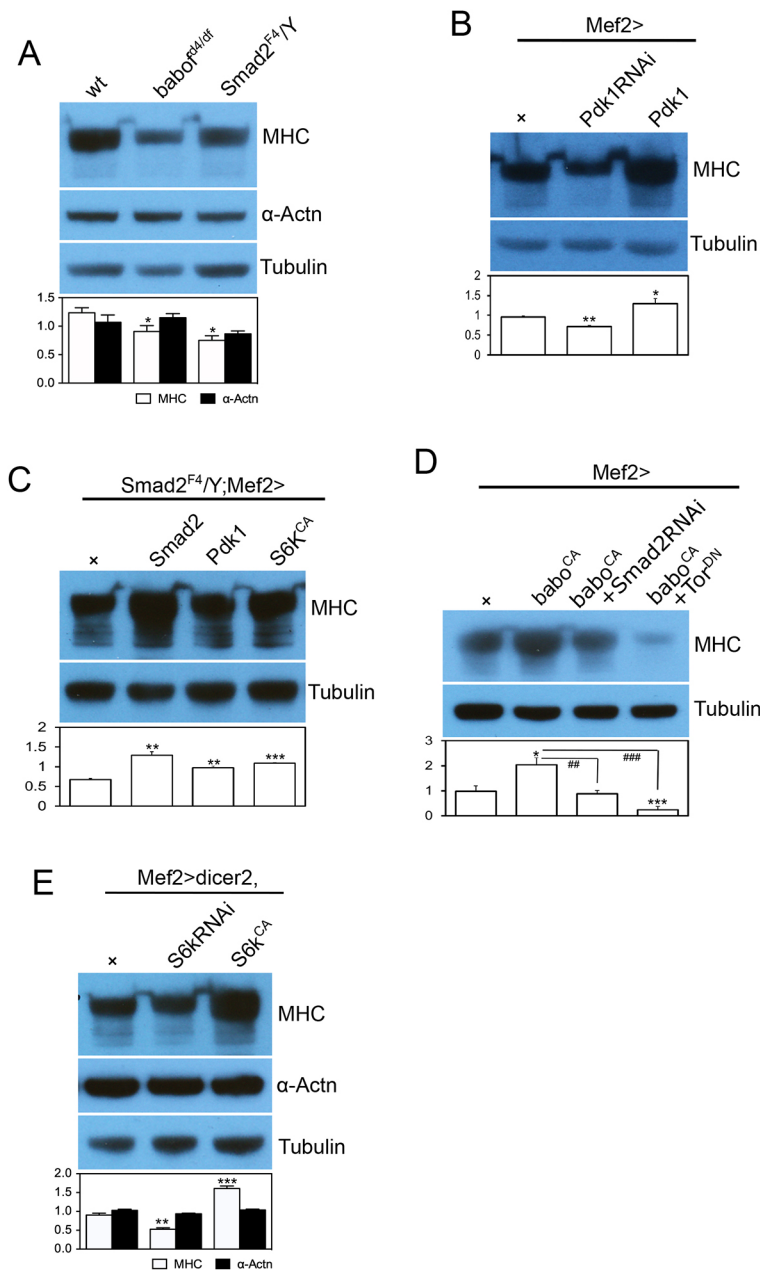 A
wt
babo^fd4/df
Smad2^F4/Y
MHC
α-Actn
Tubulin
1.5
1.0
0.5
0.0
*
*
MHC
α-Actn
B
Mef2>
×
Pdk1RNAi
Pdk1
MHC
Tubulin
2
1.5
1
0.5
0
**
*
C
Smad2^F4/Y;Mef2>
×
Smad2
Pdk1
S6K^CA
MHC
Tubulin
2
1.5
1
0.5
0
**
**
***
D
Mef2>
×
babo^CA
babo^CA
+Smad2RNAi
babo^CA
+Tor^DN
MHC
Tubulin
3
2
1
0
*
##
###
***
E
Mef2>dicer2,
×
S6kRNAi
S6k^CA
MHC
α-Actn
Tubulin
2.0
1.5
1.0
0.5
0.0
**
***
MHC
α-Actn